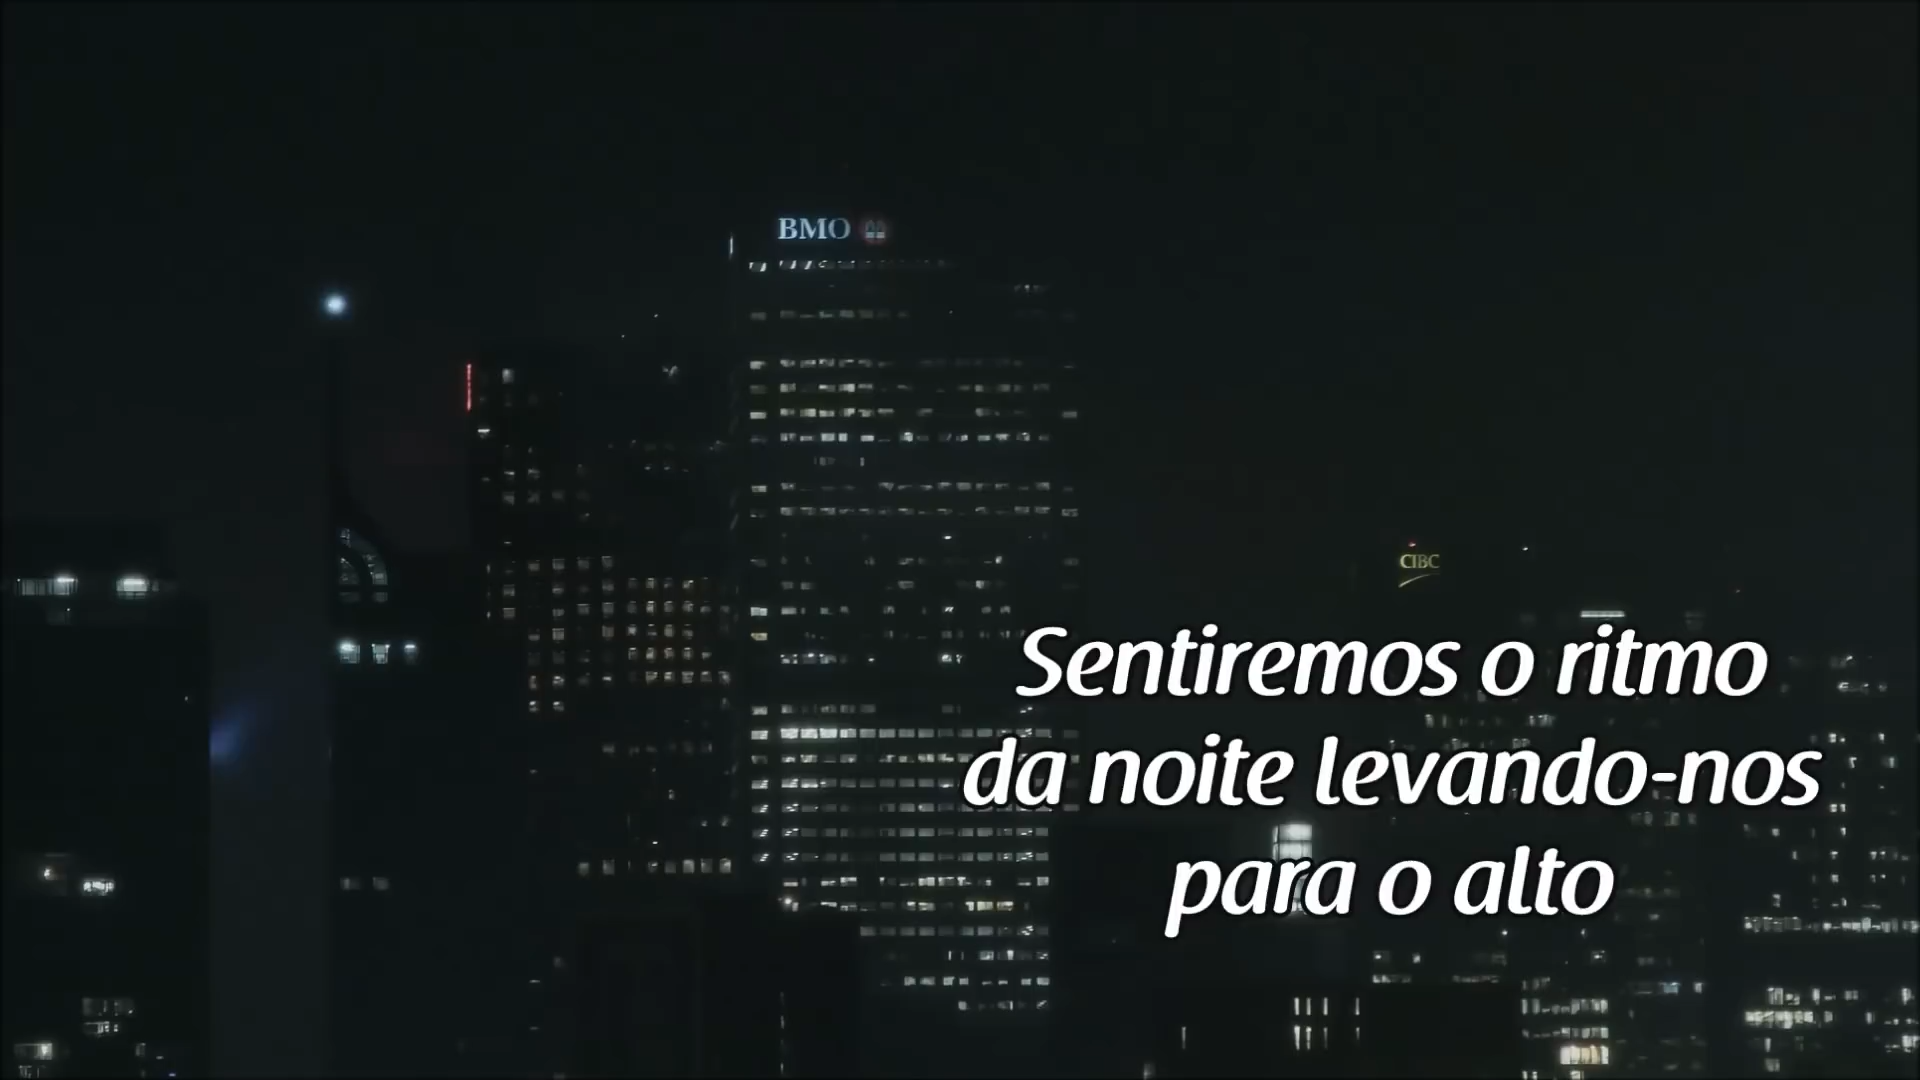 BMO
CIBC
Sentiremos o ritmo
da noite levando-nos
para o alto